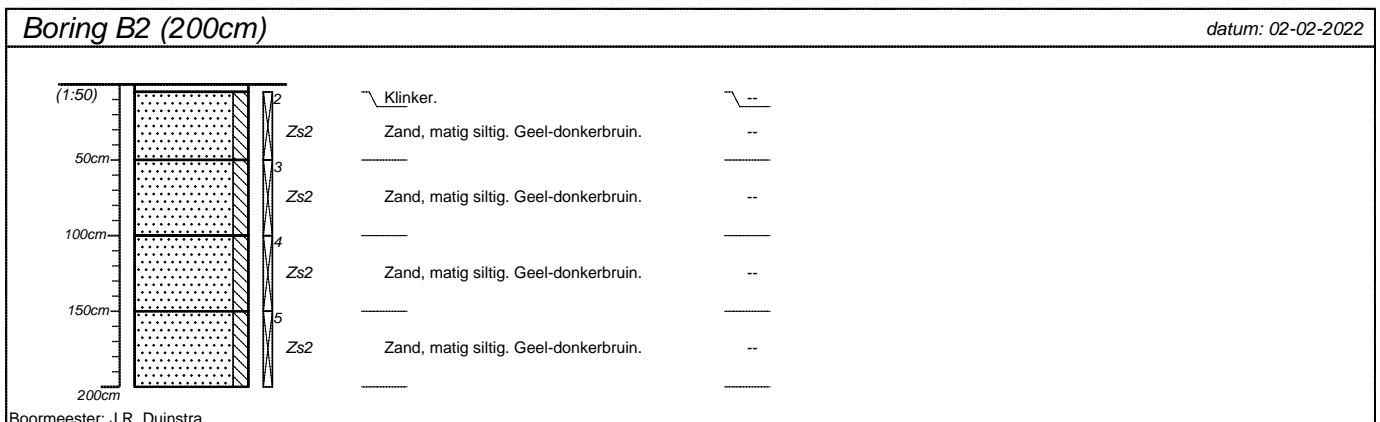 Boring B2 (200cm) datum: 02-02-2022
(1:50) 2 Klinker. --
Zs2 Zand, matig siltig. Geel-donkerbruin. --
50cm
3
Zs2 Zand, matig siltig. Geel-donkerbruin. --
100cm
4
Zs2 Zand, matig siltig. Geel-donkerbruin. --
150cm
5
Zs2 Zand, matig siltig. Geel-donkerbruin. --
200cm
Boormeester: J.R. Duinstra